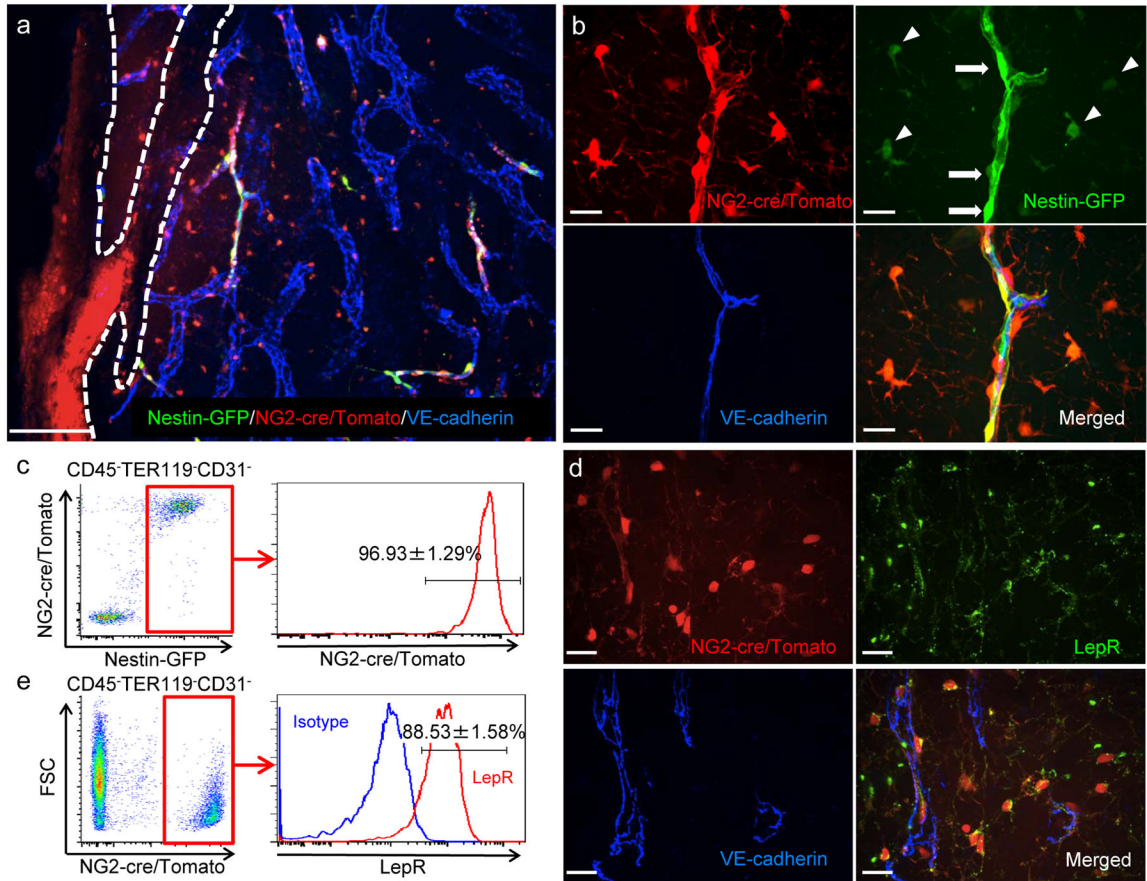 a
Nestin-GFP/NG2-cre/Tomato/VE-cadherin
b
NG2-cre/Tomato
Nestin-GFP
VE-cadherin
Merged
c
CD45-TER119-CD31-
NG2-cre/Tomato
Nestin-GFP
96.93±1.29%
NG2-cre/Tomato
d
NG2-cre/Tomato
LepR
VE-cadherin
Merged
e
CD45-TER119-CD31-
FSC
NG2-cre/Tomato
Isotype
88.53±1.58%
LepR
LepR